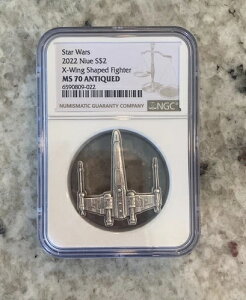 Star Wars
2022 Niue S$2
X-Wing Shaped Fighter
MS 70 ANTIQUED
6590809-022
NUMISMATIC GUARANTY COMPANY
NGC